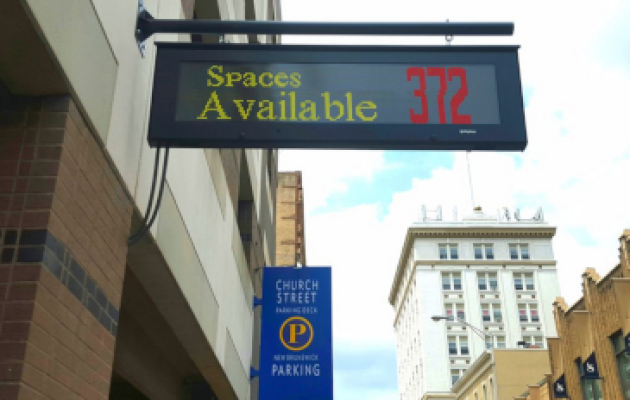 Spaces
Available 372
CHURCH
STREET
PARKING DECK
P
NEW BRUNSWICK
PARKING